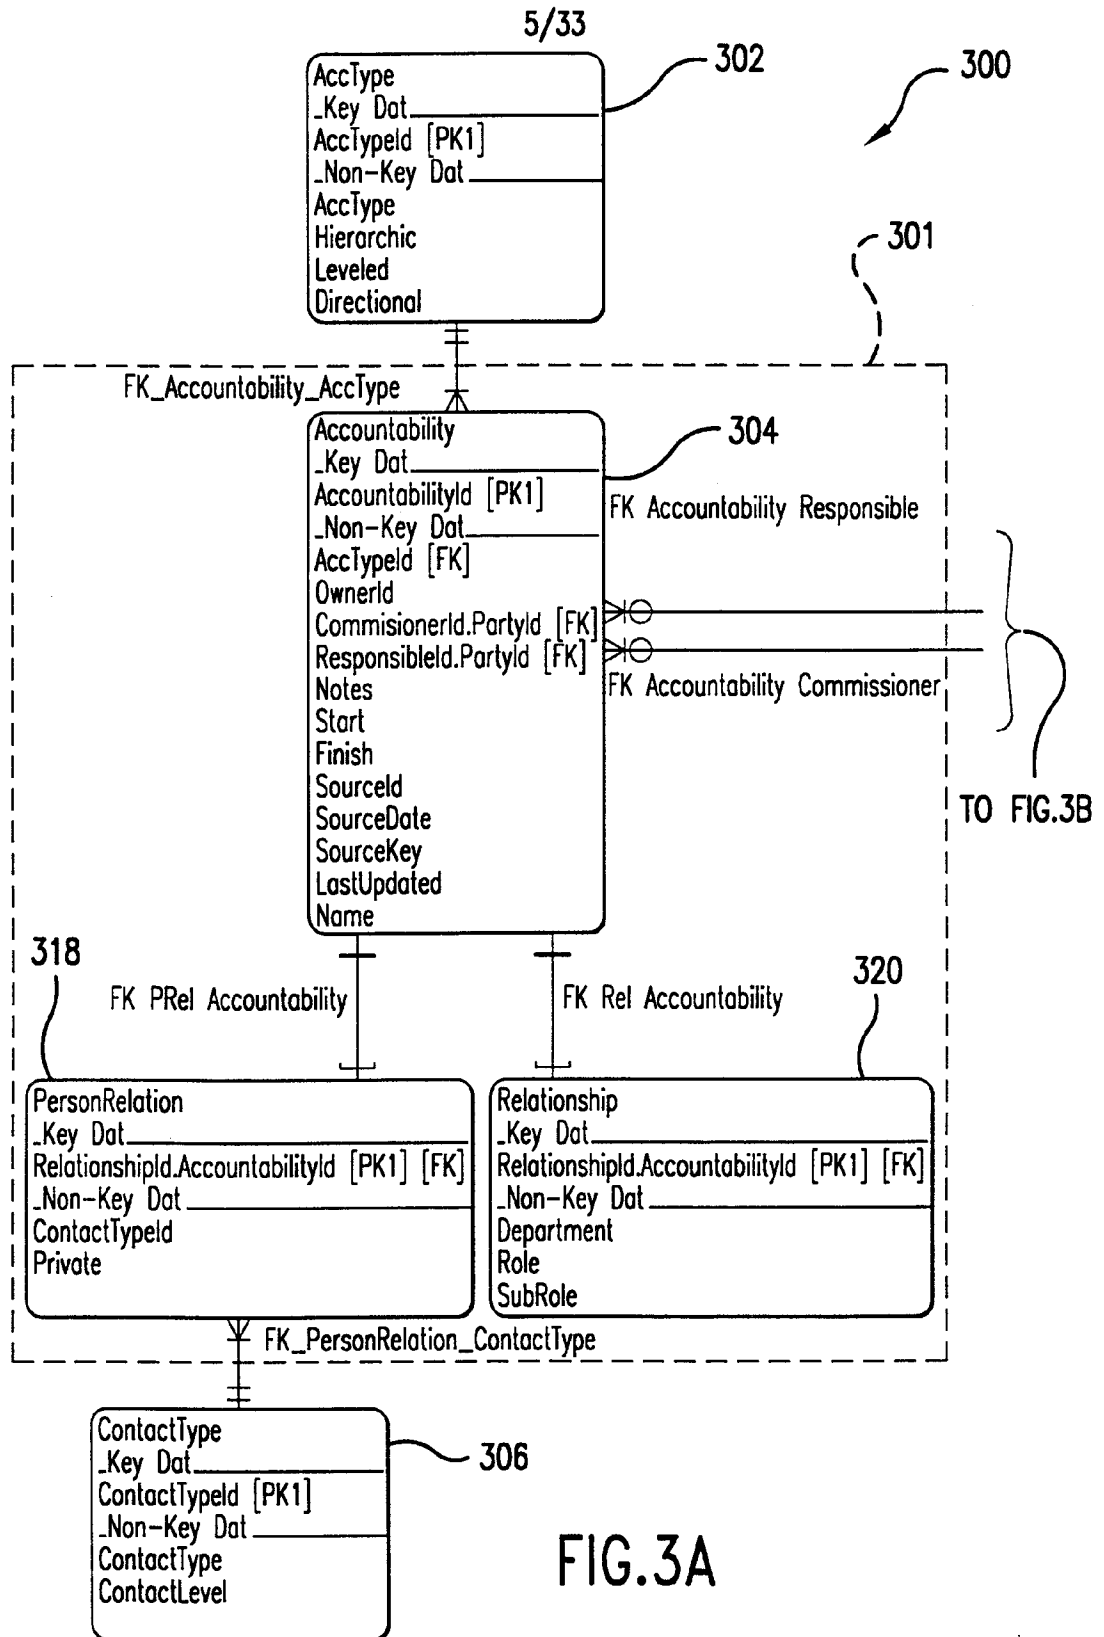 5/33
302
300
AccType
_Key Dat
AccTypeId [PK1]
_Non-Key Dat
AccType
Hierarchic
Leveled
Directional
301
FK_Accountability_AccType
304
Accountability
_Key Dat
AccountabilityId [PK1]
_Non-Key Dat
AccTypeId [FK]
OwnerId
CommisionerId.PartyId [FK]
ResponsibleId.PartyId [FK]
Notes
Start
Finish
SourceId
SourceDate
SourceKey
LastUpdated
Name
FK Accountability Responsible
FK Accountability Commissioner
TO FIG.3B
318
FK PRel Accountability
FK Rel Accountability
320
PersonRelation
_Key Dat
RelationshipId.AccountabilityId [PK1] [FK]
_Non-Key Dat
ContactTypeId
Private
Relationship
_Key Dat
RelationshipId.AccountabilityId [PK1] [FK]
_Non-Key Dat
Department
Role
SubRole
FK_PersonRelation_ContactType
306
ContactType
_Key Dat
ContactTypeId [PK1]
_Non-Key Dat
ContactType
ContactLevel
FIG.3A